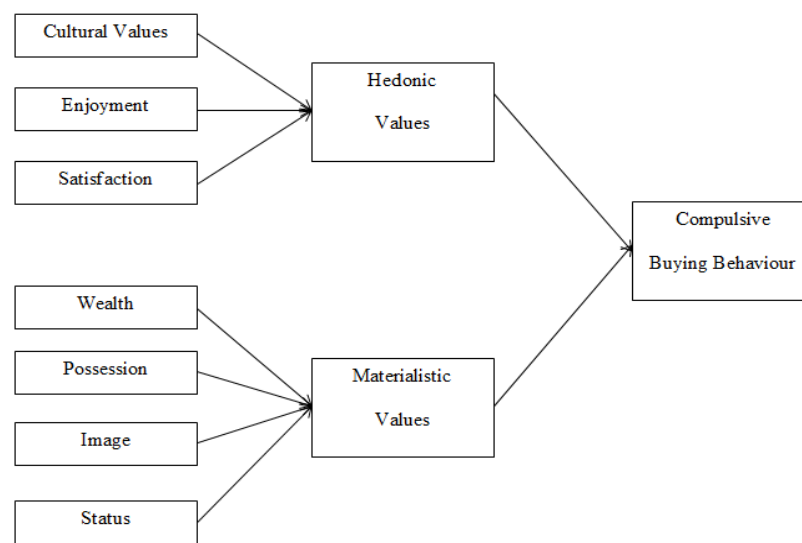 Cultural Values
Enjoyment
Satisfaction
Hedonic
Values
Compulsive
Buying Behaviour
Wealth
Possession
Image
Status
Materialistic
Values